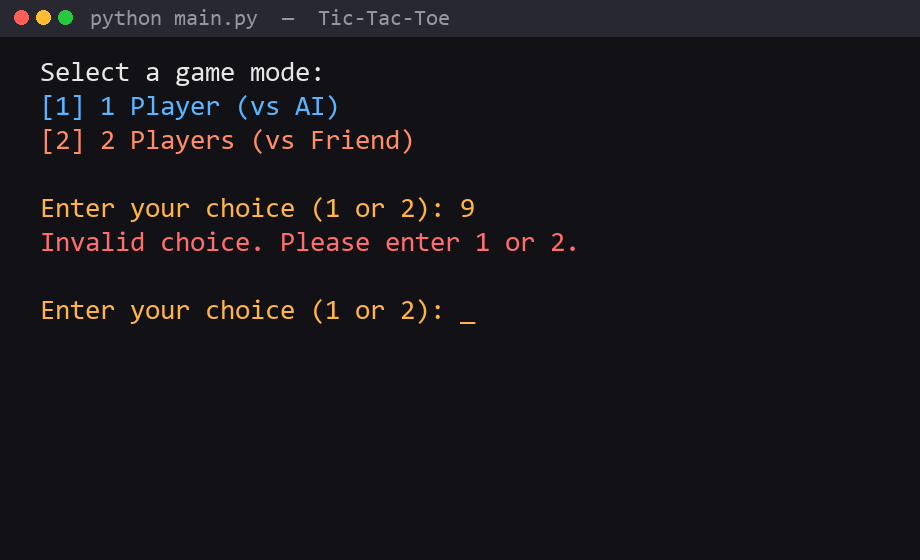 python main.py  —  Tic-Tac-Toe
Select a game mode:
[1] 1 Player (vs AI)
[2] 2 Players (vs Friend)
Enter your choice (1 or 2): 9
Invalid choice. Please enter 1 or 2.
Enter your choice (1 or 2): _